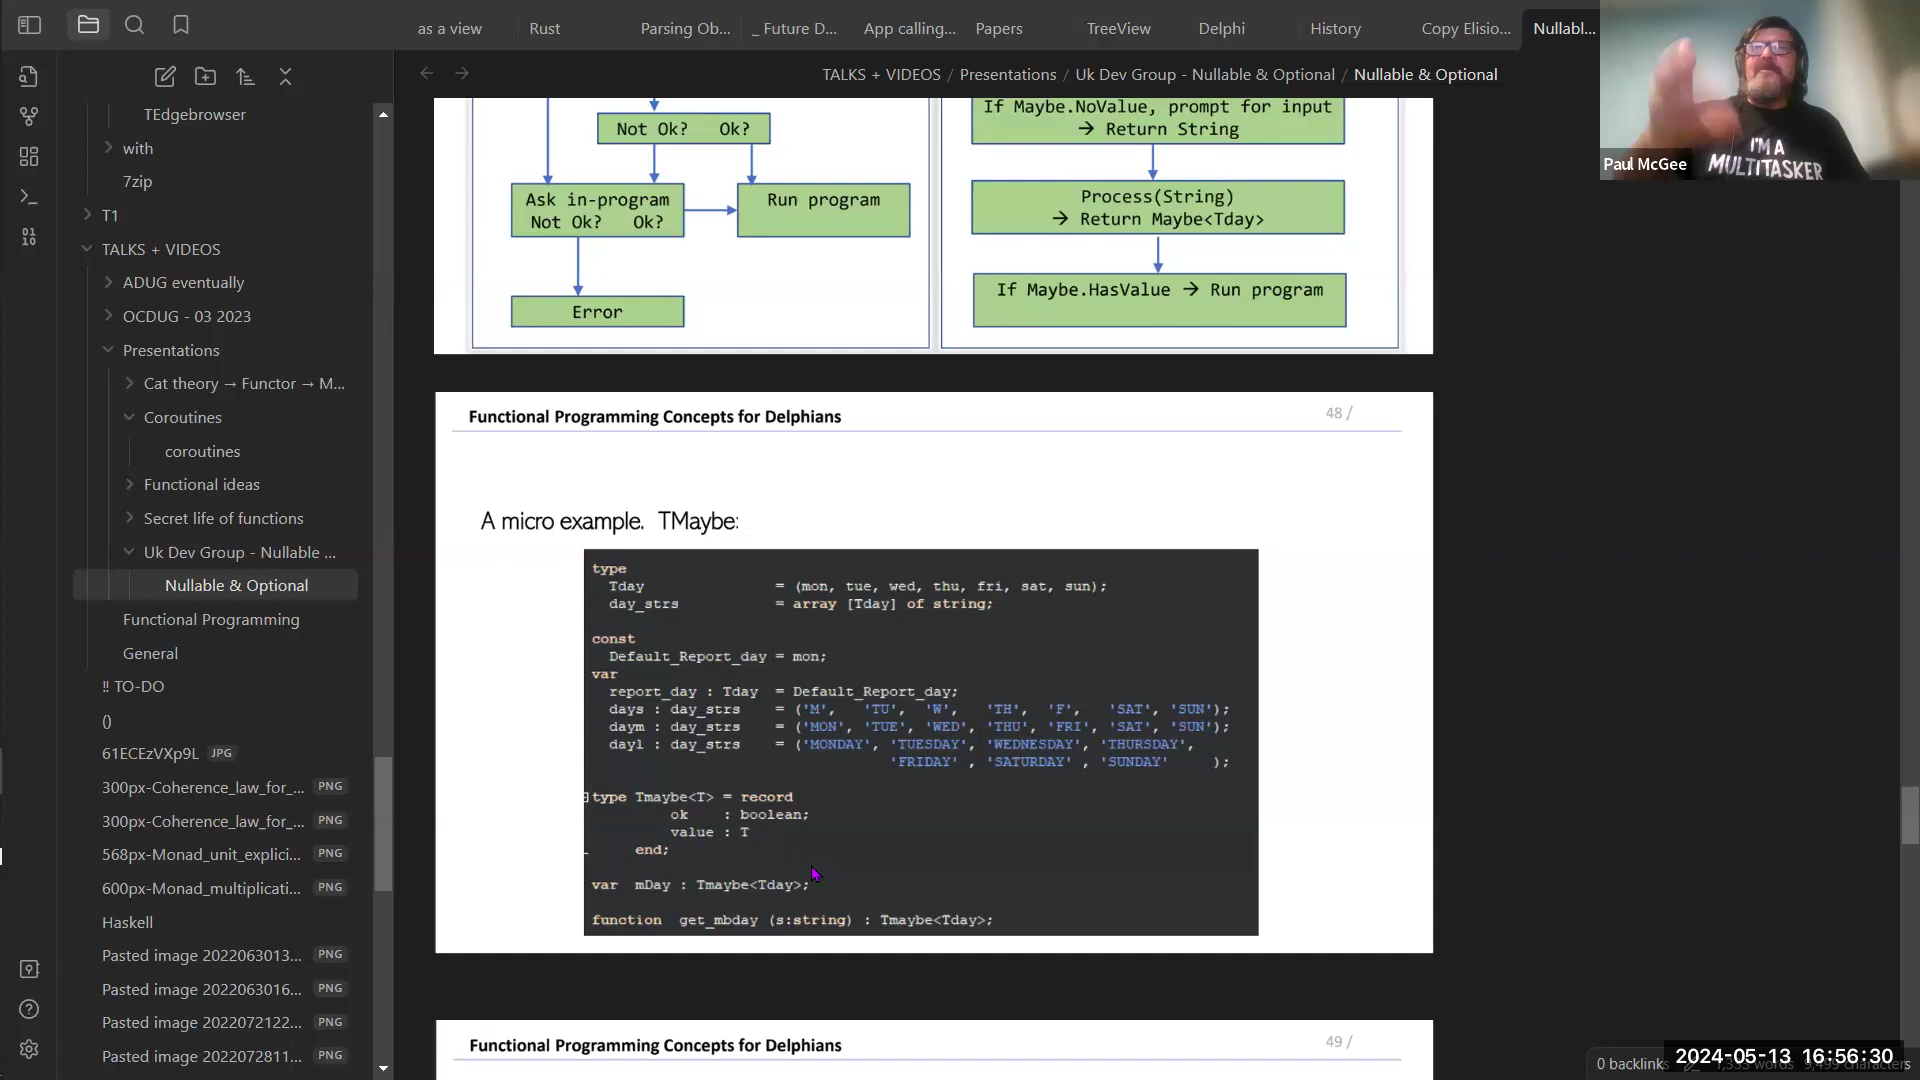 as a view
Rust
Parsing Ob...
_ Future D...
App calling...
Papers
TreeView
Delphi
History
Copy Elisio...
Nullabl...
TALKS + VIDEOS / Presentations / Uk Dev Group - Nullable & Optional / Nullable & Optional
TEdgebrowser
with
7zip
T1
TALKS + VIDEOS
ADUG eventually
OCDUG - 03 2023
Presentations
Cat theory → Functor → M...
Coroutines
coroutines
Functional ideas
Secret life of functions
Uk Dev Group - Nullable ...
Nullable & Optional
Functional Programming
General
!! TO-DO
()
61ECEzVXp9L JPG
300px-Coherence_law_for_... PNG
300px-Coherence_law_for_... PNG
568px-Monad_unit_explici... PNG
600px-Monad_multiplicati... PNG
Haskell
Pasted image 2022063013... PNG
Pasted image 2022063016... PNG
Pasted image 2022072122... PNG
Pasted image 2022072811... PNG
Not Ok? Ok?
Ask in-program
Not Ok? Ok?
Run program
Error
If Maybe.NoValue, prompt for input
→ Return String
Process(String)
→ Return Maybe<Tday>
If Maybe.HasValue → Run program
Functional Programming Concepts for Delphians
48 /
A micro example. TMaybe:
type
Tday = (mon, tue, wed, thu, fri, sat, sun);
day_strs = array [Tday] of string;
const
Default_Report_day = mon;
var
report_day : Tday = Default_Report_day;
days : day_strs = ('M', 'TU', 'W', 'TH', 'F', 'SAT', 'SUN');
daym : day_strs = ('MON', 'TUE', 'WED', 'THU', 'FRI', 'SAT', 'SUN');
dayl : day_strs = ('MONDAY', 'TUESDAY', 'WEDNESDAY', 'THURSDAY',
'FRIDAY' , 'SATURDAY' , 'SUNDAY' );
type Tmaybe<T> = record
ok : boolean;
value : T
end;
var mDay : Tmaybe<Tday>;
function get_mbday (s:string) : Tmaybe<Tday>;
Functional Programming Concepts for Delphians
49 /
I'M A
MULTITASKER
Paul McGee
0 backlinks
2024-05-13 16:56:30